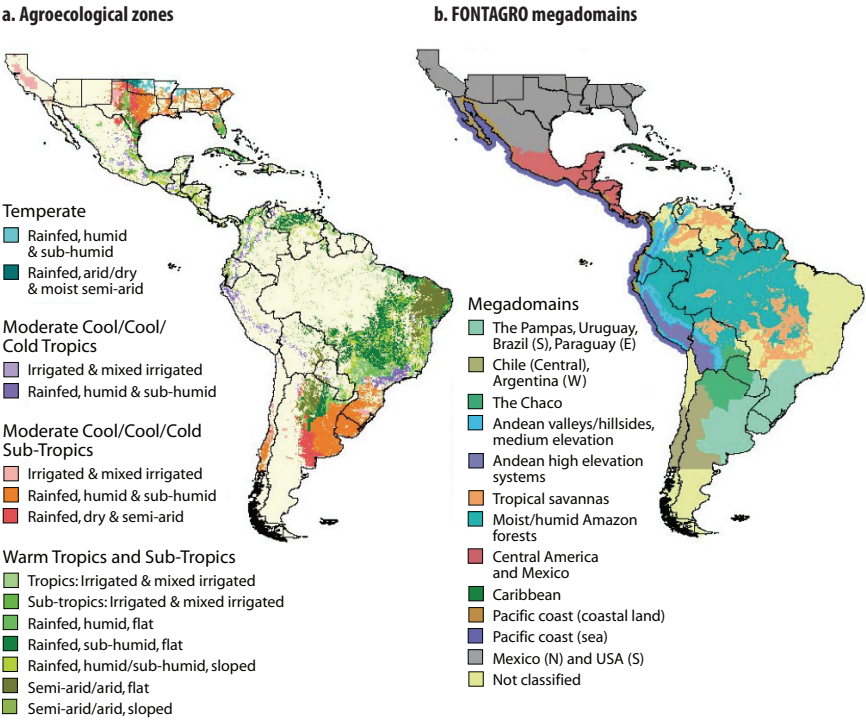 a. Agroecological zones
b. FONTAGRO megadomains
Temperate
Rainfed, humid
& sub-humid
Rainfed, arid/dry
& moist semi-arid
Moderate Cool/Cool/
Cold Tropics
Irrigated & mixed irrigated
Rainfed, humid & sub-humid
Moderate Cool/Cool/Cold
Sub-Tropics
Irrigated & mixed irrigated
Rainfed, humid & sub-humid
Rainfed, dry & semi-arid
Warm Tropics and Sub-Tropics
Tropics: Irrigated & mixed irrigated
Sub-tropics: Irrigated & mixed irrigated
Rainfed, humid, flat
Rainfed, sub-humid, flat
Rainfed, humid/sub-humid, sloped
Semi-arid/arid, flat
Semi-arid/arid, sloped
Megadomains
The Pampas, Uruguay,
Brazil (S), Paraguay (E)
Chile (Central),
Argentina (W)
The Chaco
Andean valleys/hillsides,
medium elevation
Andean high elevation
systems
Tropical savannas
Moist/humid Amazon
forests
Central America
and Mexico
Caribbean
Pacific coast (coastal land)
Pacific coast (sea)
Mexico (N) and USA (S)
Not classified